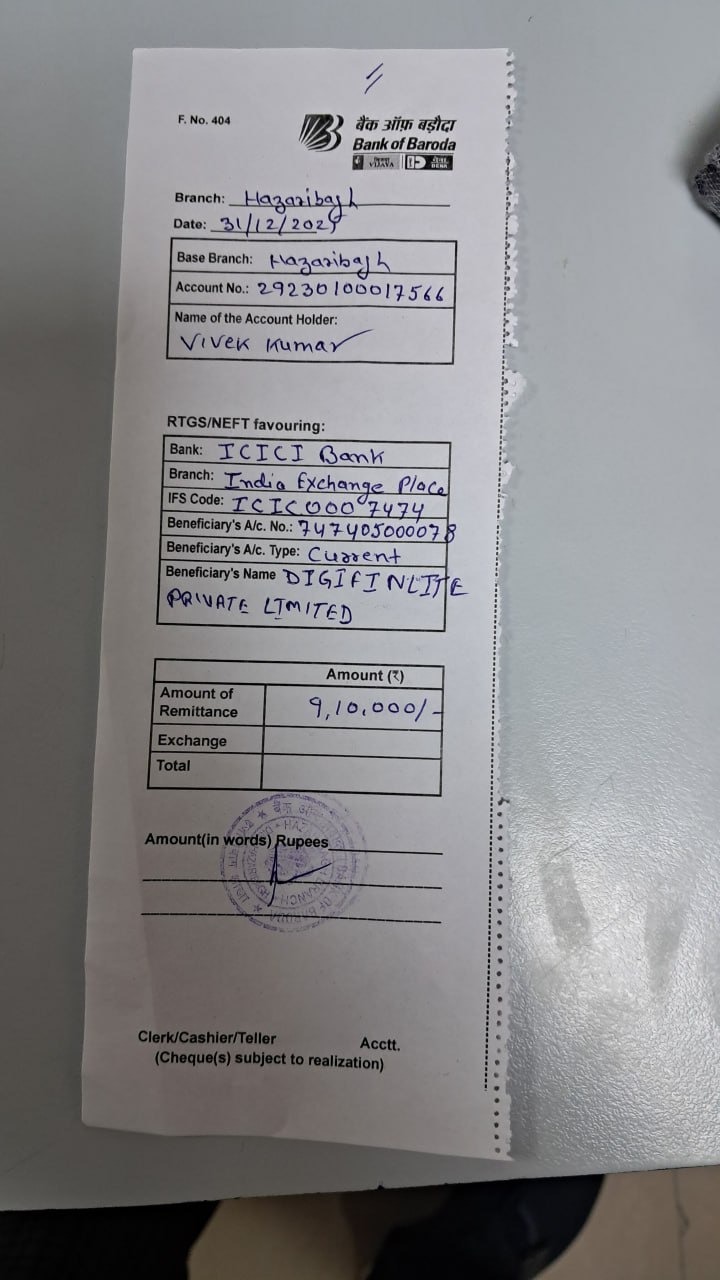 F. No. 404
बैंक ऑफ़ बड़ौदा
Bank of Baroda
VIJAYA DENA
Branch: Hazaribagh
Date: 31/12/2025
Base Branch: Hazaribagh
Account No.: 29230100017566
Name of the Account Holder:
Vivek Kumar
RTGS/NEFT favouring:
Bank: ICICI Bank
Branch: India Exchange Place
IFS Code: ICIC0007474
Beneficiary's A/c. No.: 747405000078
Beneficiary's A/c. Type: Current
Beneficiary's Name DIGIFINLITE
PRIVATE LIMITED
Amount (₹)
Amount of
Remittance
9,10,000/-
Exchange
Total
Amount(in words) Rupees
Clerk/Cashier/Teller Acctt.
(Cheque(s) subject to realization)